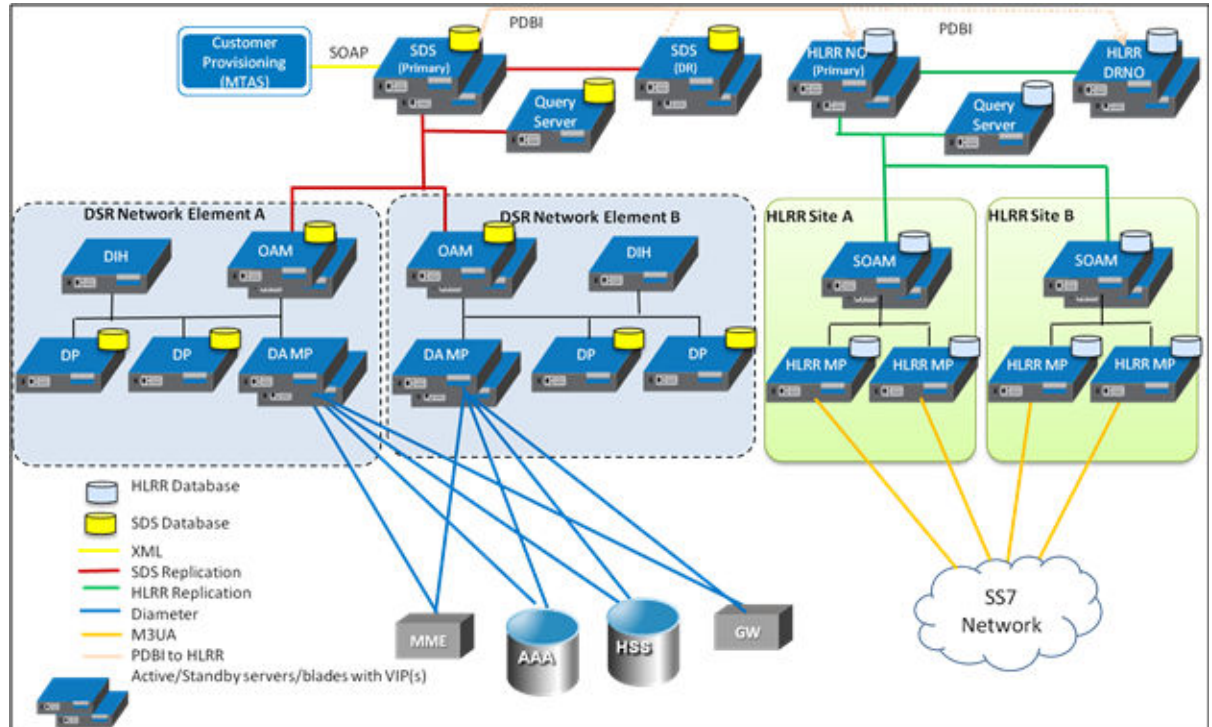 PDBI
PDBI
Customer
Provisioning
(MTAS)
SOAP
SDS
(Primary)
SDS
(DR)
HLRR NO
(Primary)
HLRR
DRNO
Query
Server
Query
Server
DSR Network Element A
DSR Network Element B
HLRR Site A
HLRR Site B
DIH
OAM
OAM
DIH
SOAM
SOAM
DP
DP
DA MP
DA MP
DP
DP
HLRR MP
HLRR MP
HLRR MP
HLRR MP
HLRR Database
SDS Database
XML
SDS Replication
HLRR Replication
Diameter
M3UA
PDBI to HLRR
Active/Standby servers/blades with VIP(s)
MME
AAA
HSS
GW
SS7
Network